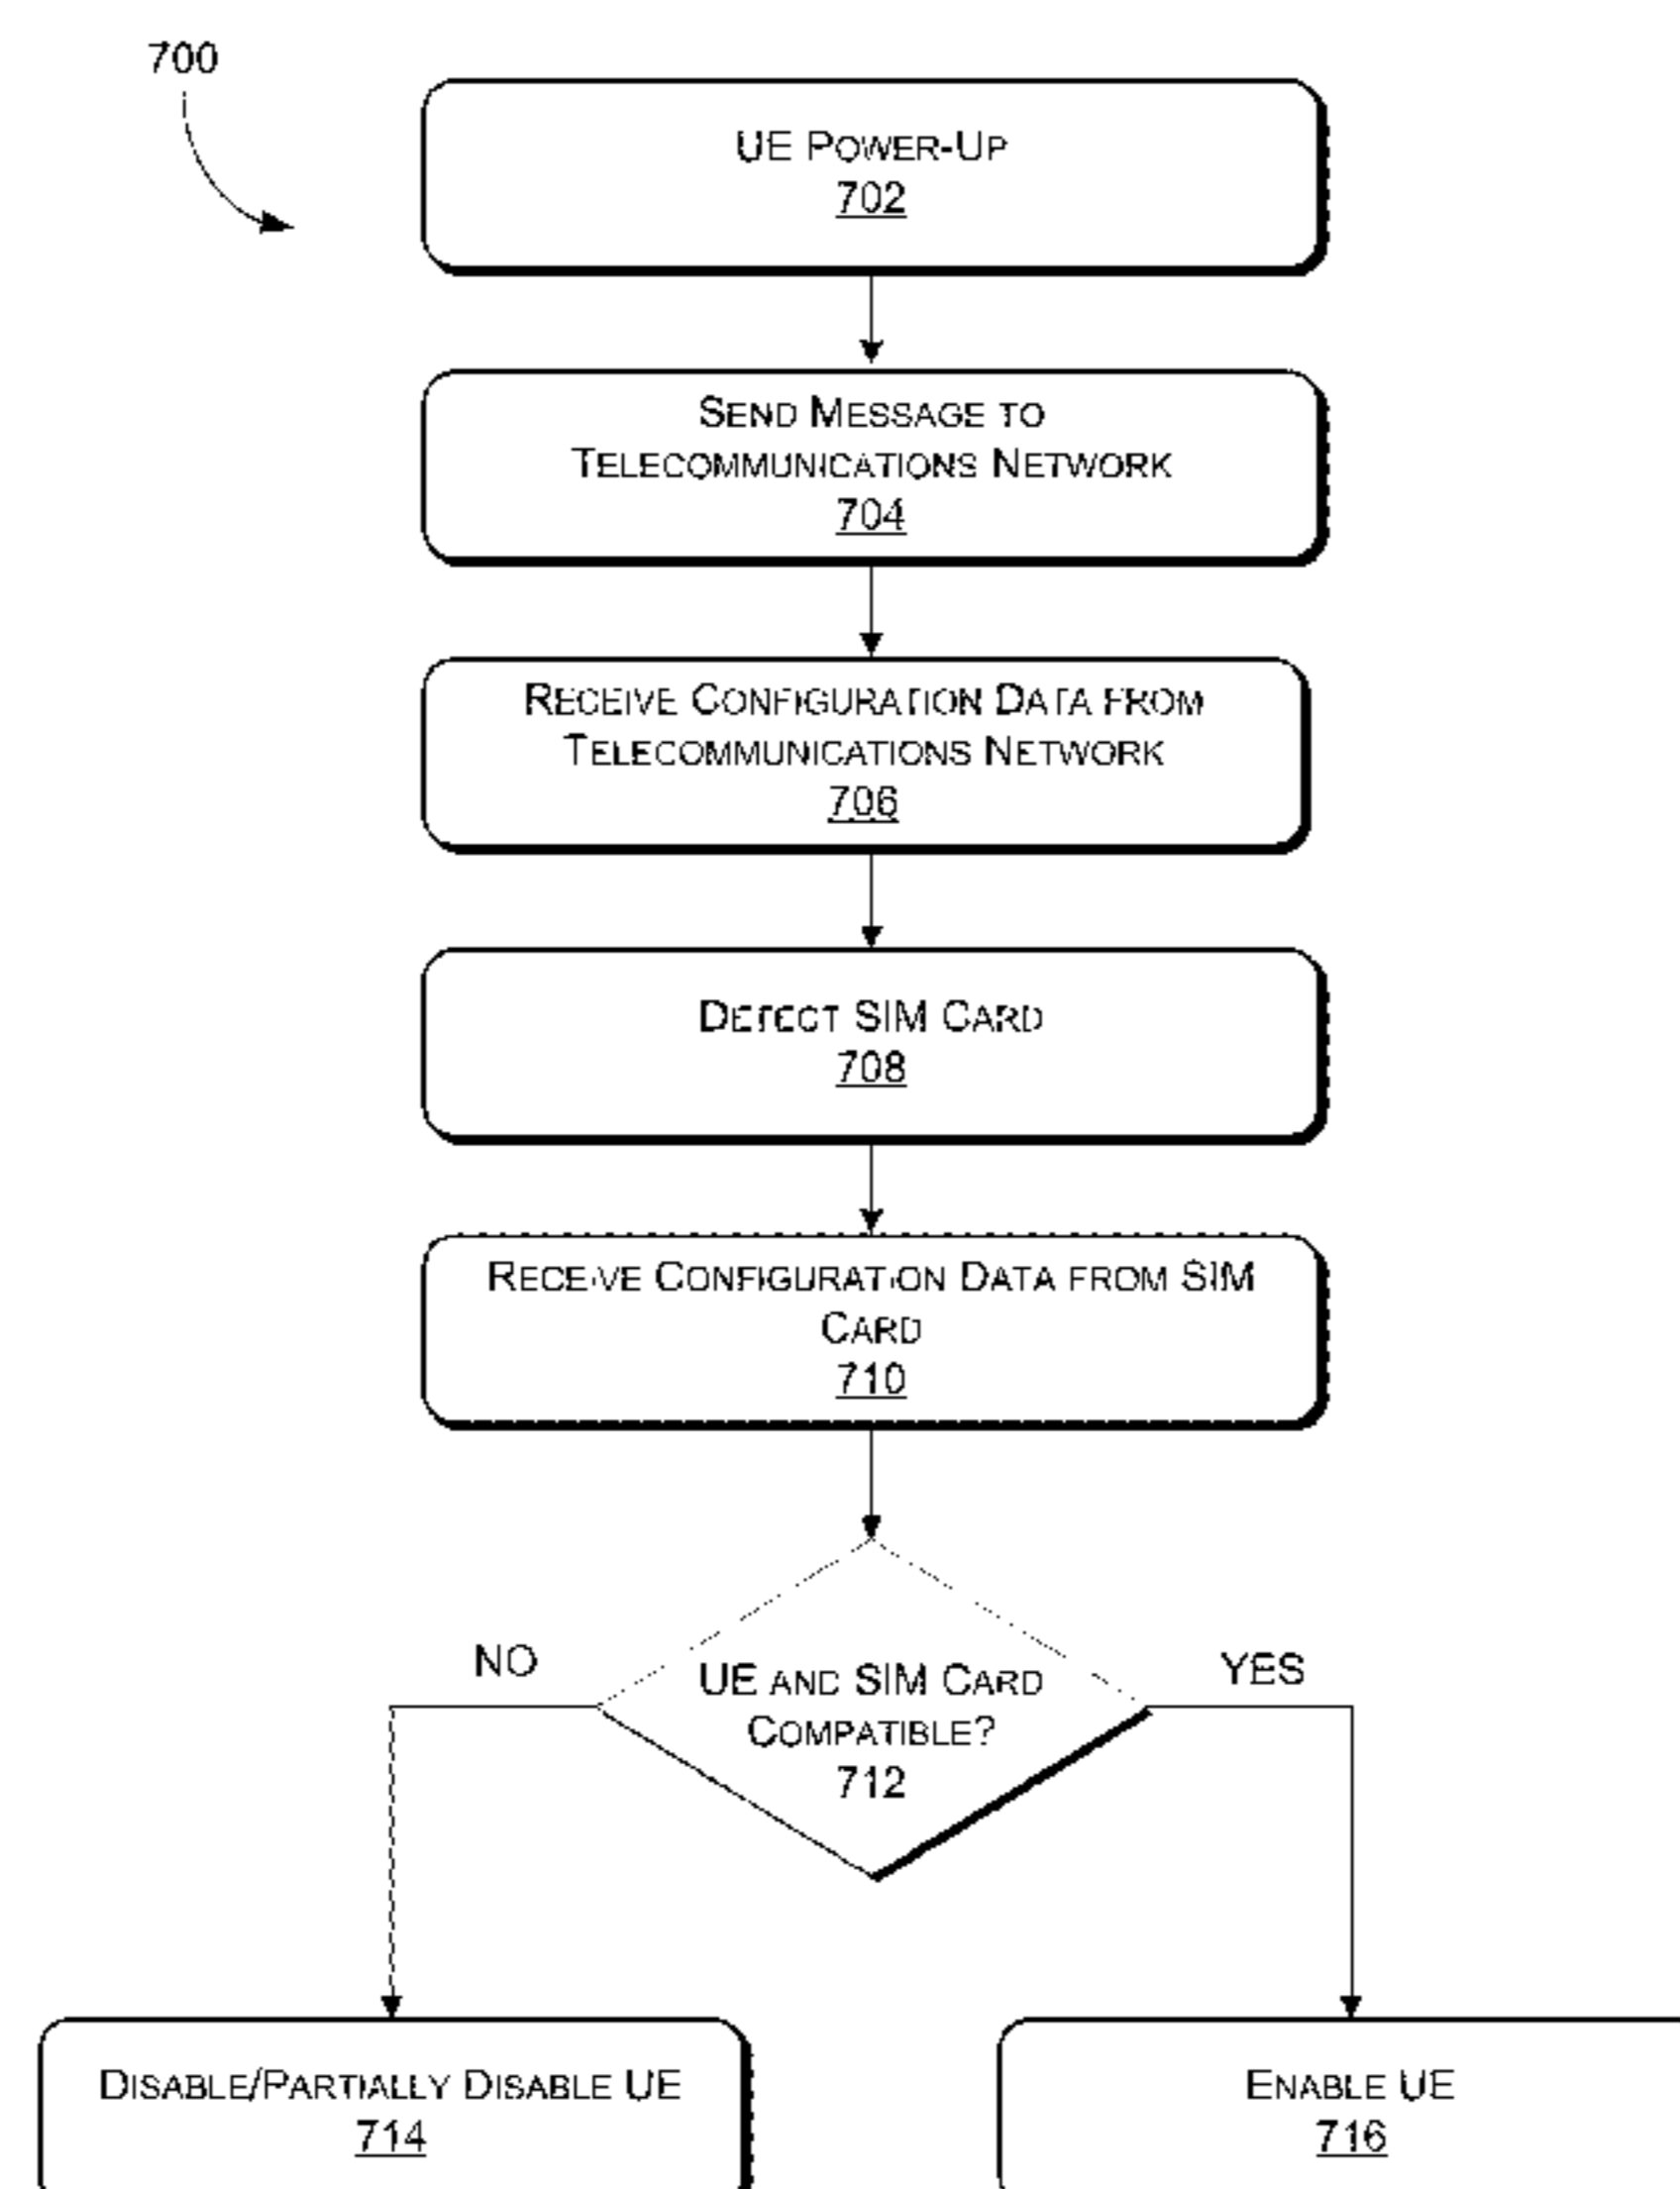 700
UE POWER-UP
702
SEND MESSAGE TO
TELECOMMUNICATIONS NETWORK
704
RECEIVE CONFIGURATION DATA FROM
TELECOMMUNICATIONS NETWORK
706
DETECT SIM CARD
708
RECEIVE CONFIGURATION DATA FROM SIM
CARD
710
NO
YES
UE AND SIM CARD
COMPATIBLE?
712
DISABLE/PARTIALLY DISABLE UE
714
ENABLE UE
716